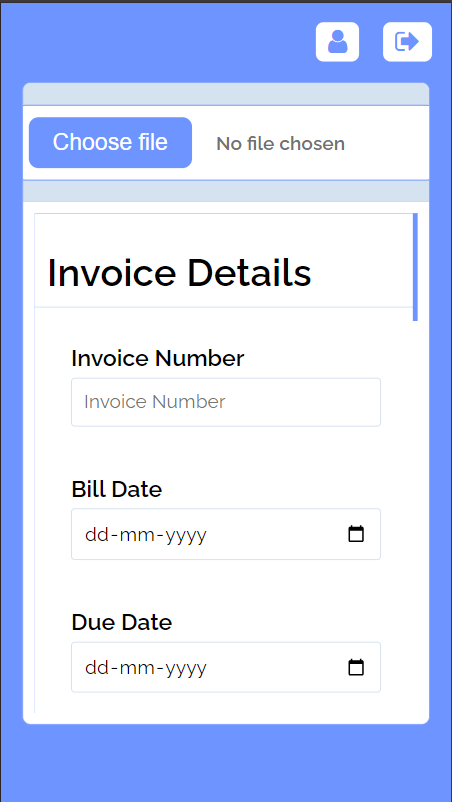 Choose file
No file chosen
Invoice Details
Invoice Number
Invoice Number
Bill Date
dd-mm-yyyy
Due Date
dd-mm-yyyy